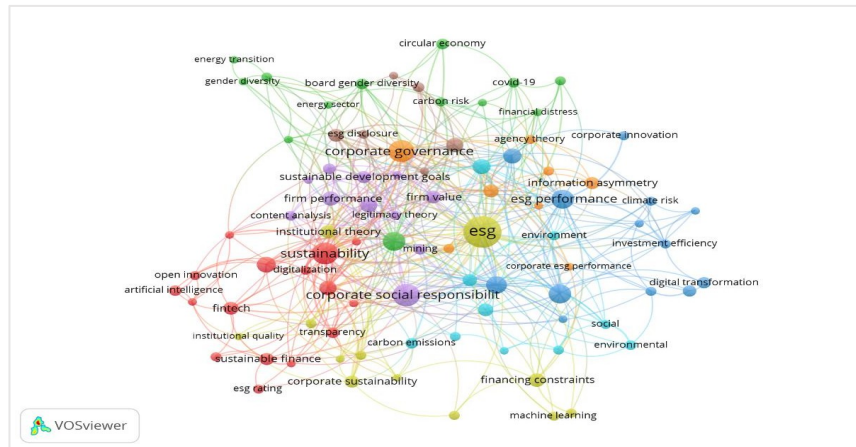 circular economy
energy transition
gender diversity
board gender diversity
covid-19
energy sector
carbon risk
financial distress
esg disclosure
agency theory
corporate innovation
corporate governance
sustainable development goals
information asymmetry
firm performance
firm value
esg performance
climate risk
content analysis
legitimacy theory
institutional theory
esg
environment
mining
investment efficiency
sustainability
open innovation
digitalization
corporate esg performance
artificial intelligence
corporate social responsibilit
digital transformation
fintech
institutional quality
transparency
social
carbon emissions
environmental
sustainable finance
esg rating
corporate sustainability
financing constraints
machine learning
VOSviewer